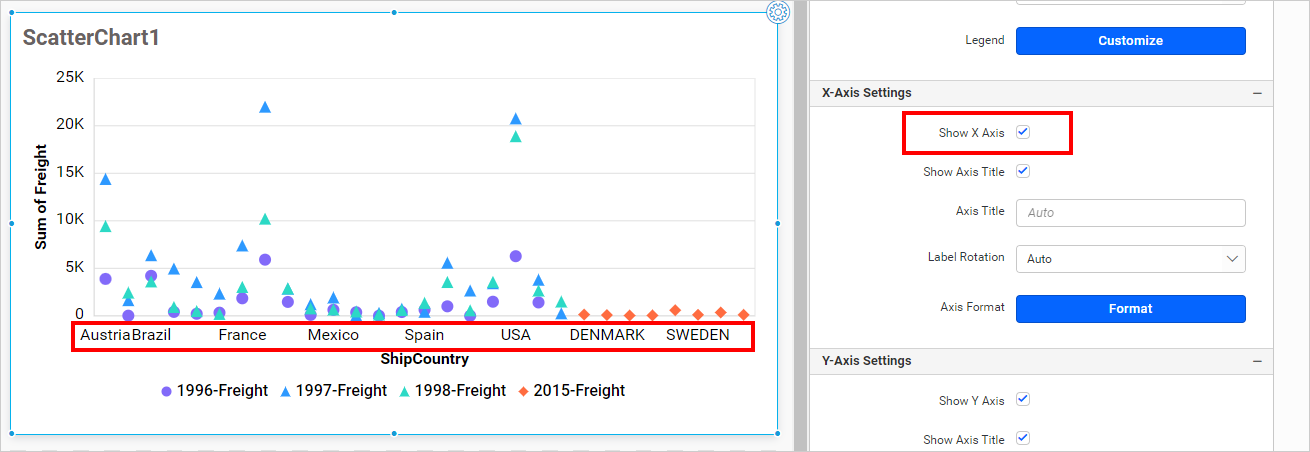 ScatterChart1
25K
20K
15K
10K
5K
0
Sum of Freight
Austria Brazil France Mexico Spain USA DENMARK SWEDEN
ShipCountry
1996-Freight 1997-Freight 1998-Freight 2015-Freight
Legend Customize
X-Axis Settings
Show X Axis
Show Axis Title
Axis Title Auto
Label Rotation Auto
Axis Format Format
Y-Axis Settings
Show Y Axis
Show Axis Title